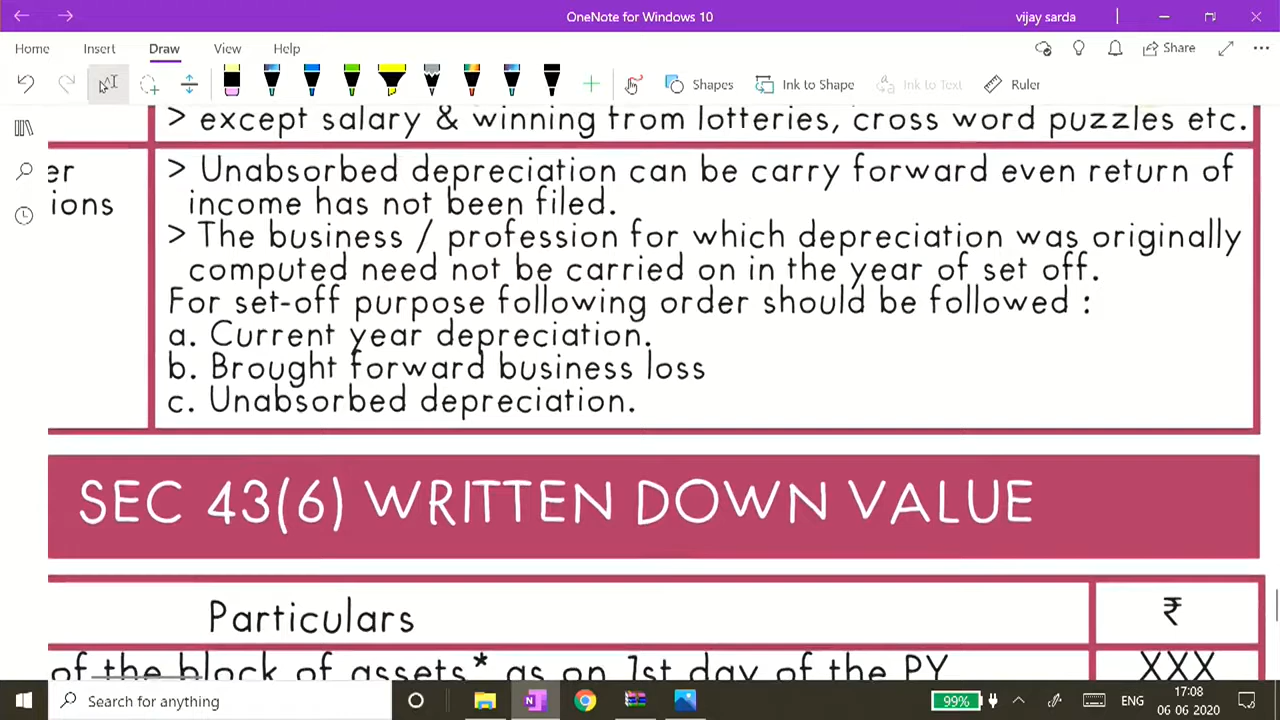 OneNote for Windows 10
vijay sarda
Home Insert Draw View Help
Share
Shapes
Ink to Shape
Ink to Text
Ruler
> except salary & winning from lotteries, cross word puzzles etc.
er
ions
> Unabsorbed depreciation can be carry forward even return of
income has not been filed.
> The business / profession for which depreciation was originally
computed need not be carried on in the year of set off.
For set-off purpose following order should be followed :
a. Current year depreciation.
b. Brought forward business loss
c. Unabsorbed depreciation.
SEC 43(6) WRITTEN DOWN VALUE
Particulars ₹
of the block of assets* as on 1st day of the PY XXX
Search for anything
99%
ENG
17:08
06 06 2020